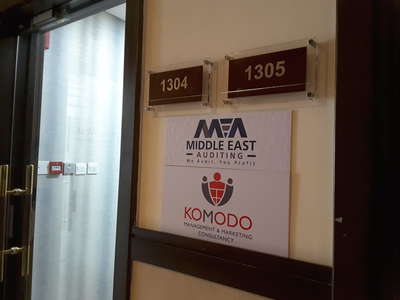 1304
1305
MEA
MIDDLE EAST
AUDITING
We Audit, You Profit
KOMODO
MANAGEMENT & MARKETING
CONSULTANCY